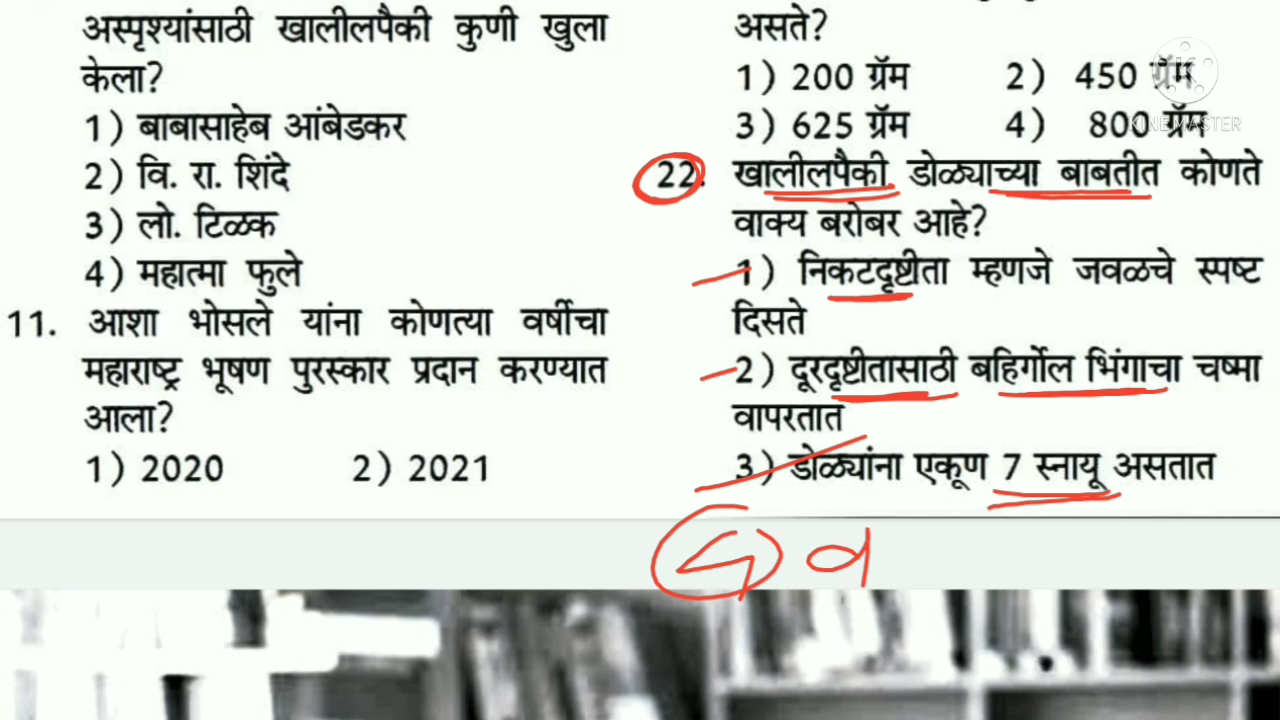 अस्पृश्यांसाठी खालीलपैकी कुणी खुला
केला?
1) बाबासाहेब आंबेडकर
2) वि. रा. शिंदे
3) लो. टिळक
4) महात्मा फुले
11. आशा भोसले यांना कोणत्या वर्षीचा
महाराष्ट्र भूषण पुरस्कार प्रदान करण्यात
आला?
1) 2020 2) 2021
असते?
1) 200 ग्रॅम 2) 450 ग्रॅम
3) 625 ग्रॅम 4) 800 ग्रॅम
22. खालीलपैकी डोळ्याच्या बाबतीत कोणते
वाक्य बरोबर आहे?
1) निकटदृष्टीता म्हणजे जवळचे स्पष्ट
दिसते
2) दूरदृष्टीतासाठी बहिर्गोल भिंगाचा चष्मा
वापरतात
3) डोळ्यांना एकूण 7 स्नायू असतात
KINEMASTER